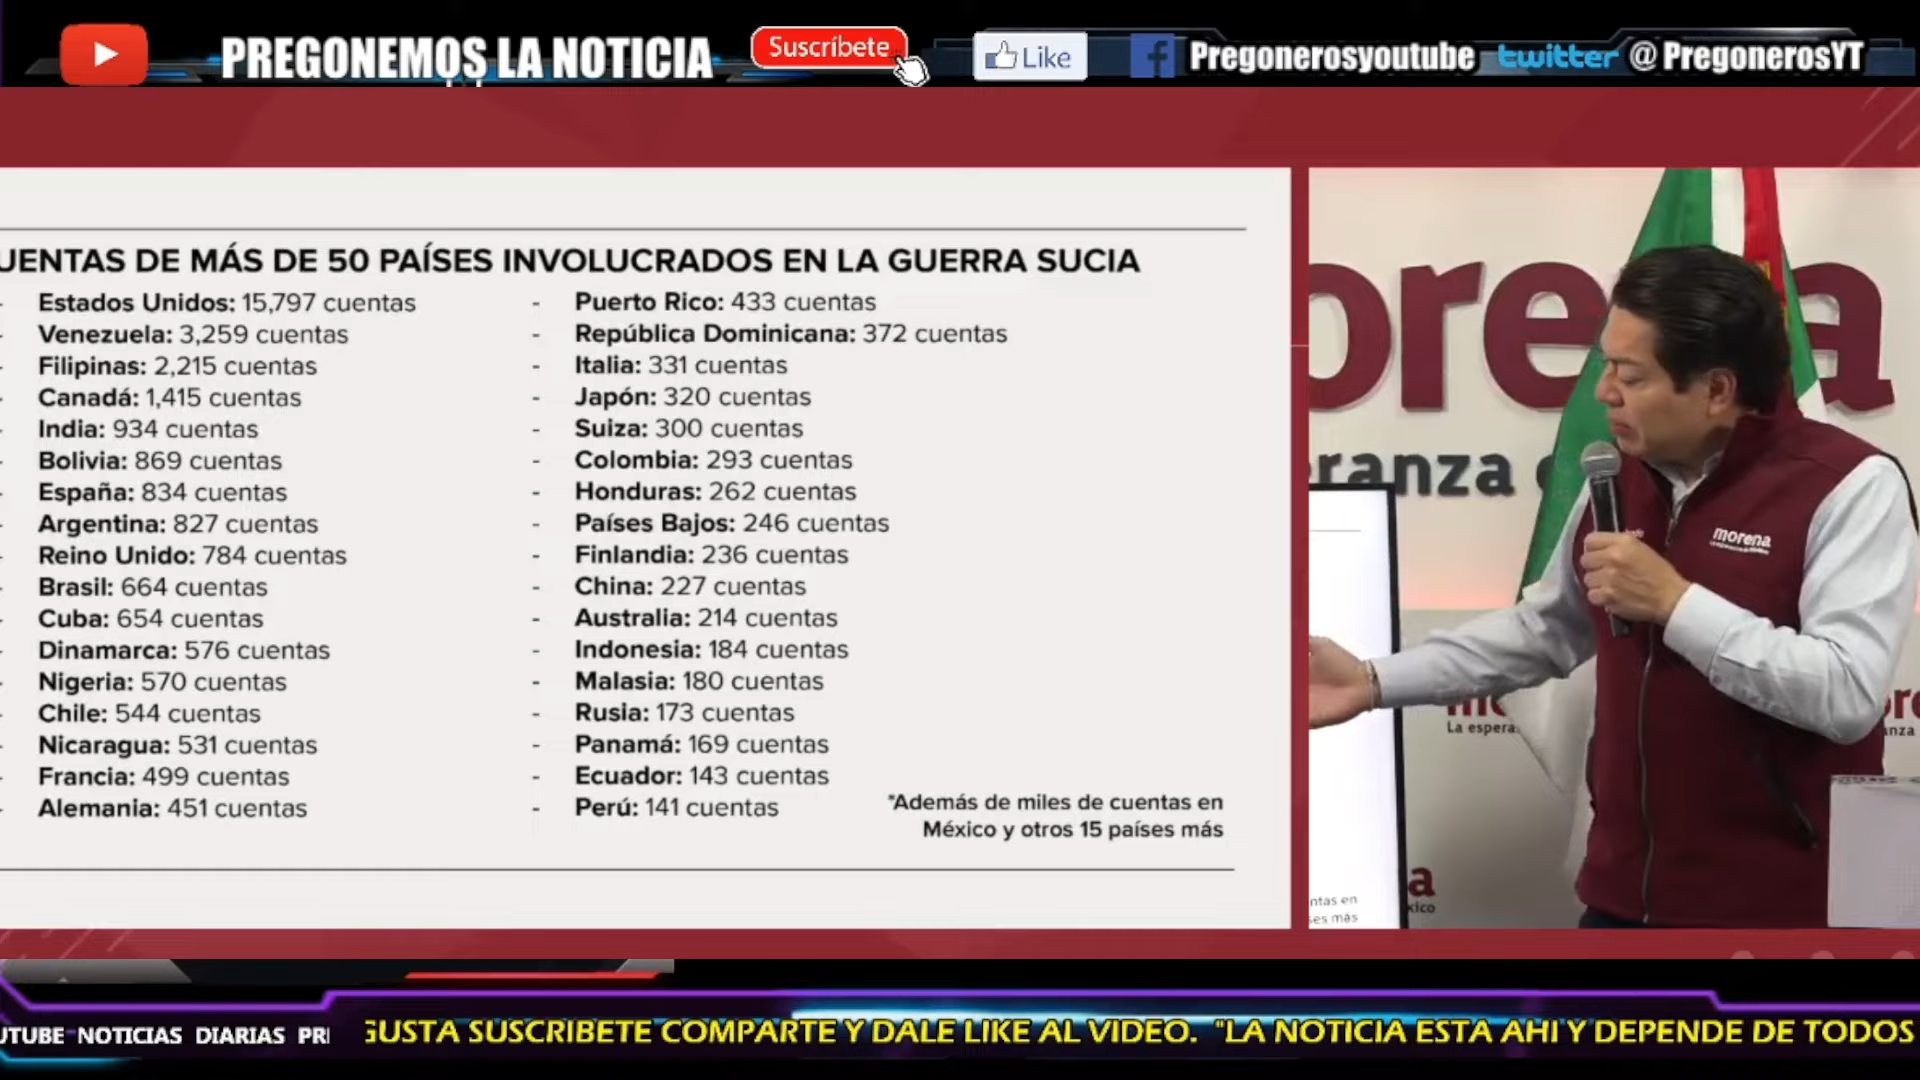 PREGONEMOS LA NOTICIA
Suscríbete
Like
Pregonerosyoutube
twitter @PregonerosYT
UENTAS DE MÁS DE 50 PAÍSES INVOLUCRADOS EN LA GUERRA SUCIA
- Estados Unidos: 15,797 cuentas
- Venezuela: 3,259 cuentas
- Filipinas: 2,215 cuentas
- Canadá: 1,415 cuentas
- India: 934 cuentas
- Bolivia: 869 cuentas
- España: 834 cuentas
- Argentina: 827 cuentas
- Reino Unido: 784 cuentas
- Brasil: 664 cuentas
- Cuba: 654 cuentas
- Dinamarca: 576 cuentas
- Nigeria: 570 cuentas
- Chile: 544 cuentas
- Nicaragua: 531 cuentas
- Francia: 499 cuentas
- Alemania: 451 cuentas
- Puerto Rico: 433 cuentas
- República Dominicana: 372 cuentas
- Italia: 331 cuentas
- Japón: 320 cuentas
- Suiza: 300 cuentas
- Colombia: 293 cuentas
- Honduras: 262 cuentas
- Países Bajos: 246 cuentas
- Finlandia: 236 cuentas
- China: 227 cuentas
- Australia: 214 cuentas
- Indonesia: 184 cuentas
- Malasia: 180 cuentas
- Rusia: 173 cuentas
- Panamá: 169 cuentas
- Ecuador: 143 cuentas
- Perú: 141 cuentas
*Además de miles de cuentas en
México y otros 15 países más
orena
ranza
morena
La espera
ntas en
ses más
UTUBE NOTICIAS DIARIAS PRI
GUSTA SUSCRIBETE COMPARTE Y DALE LIKE AL VIDEO. "LA NOTICIA ESTA AHI Y DEPENDE DE TODOS